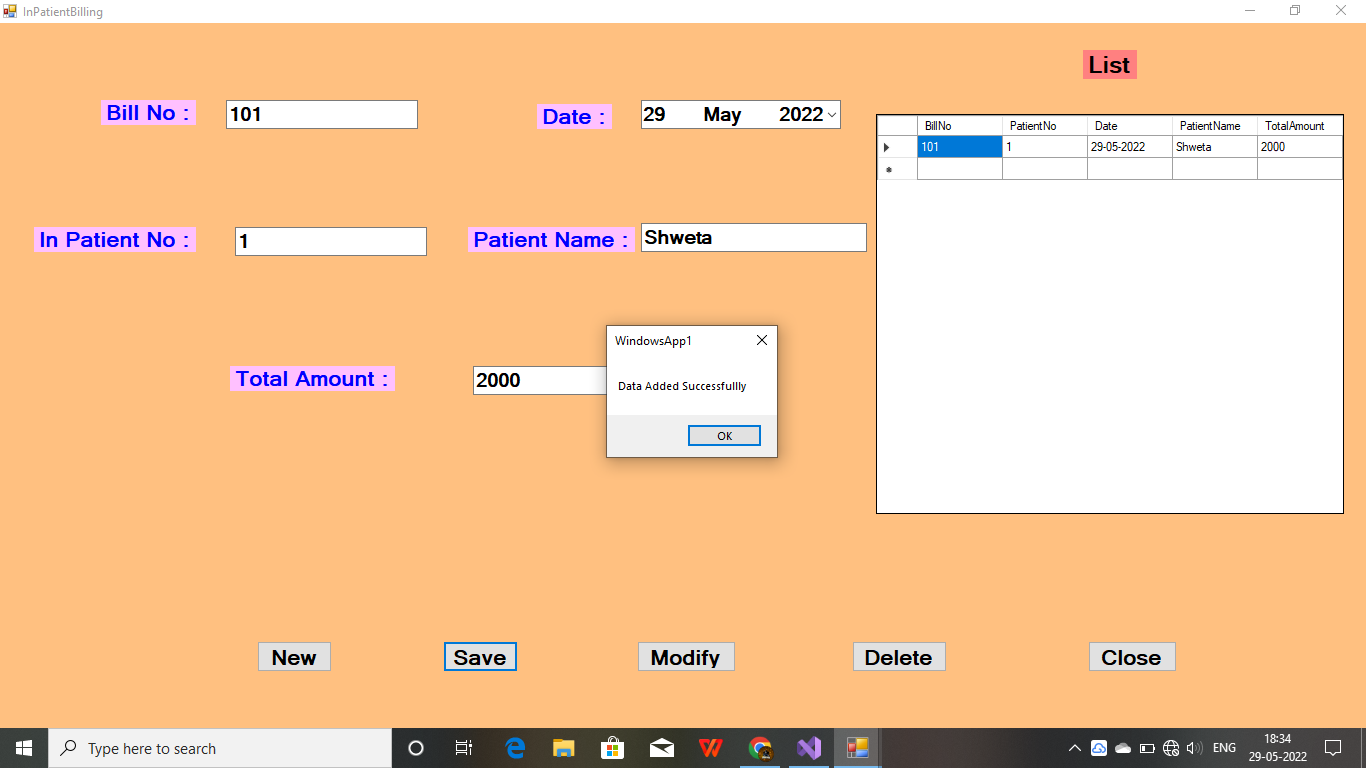 InPatientBilling
List
Bill No :
101
Date :
29 May 2022
BillNo PatientNo Date PatientName TotalAmount
101 1 29-05-2022 Shweta 2000
In Patient No :
1
Patient Name :
Shweta
WindowsApp1
Total Amount :
2000
Data Added Successfullly
OK
New Save Modify Delete Close
Type here to search
ENG
18:34
29-05-2022